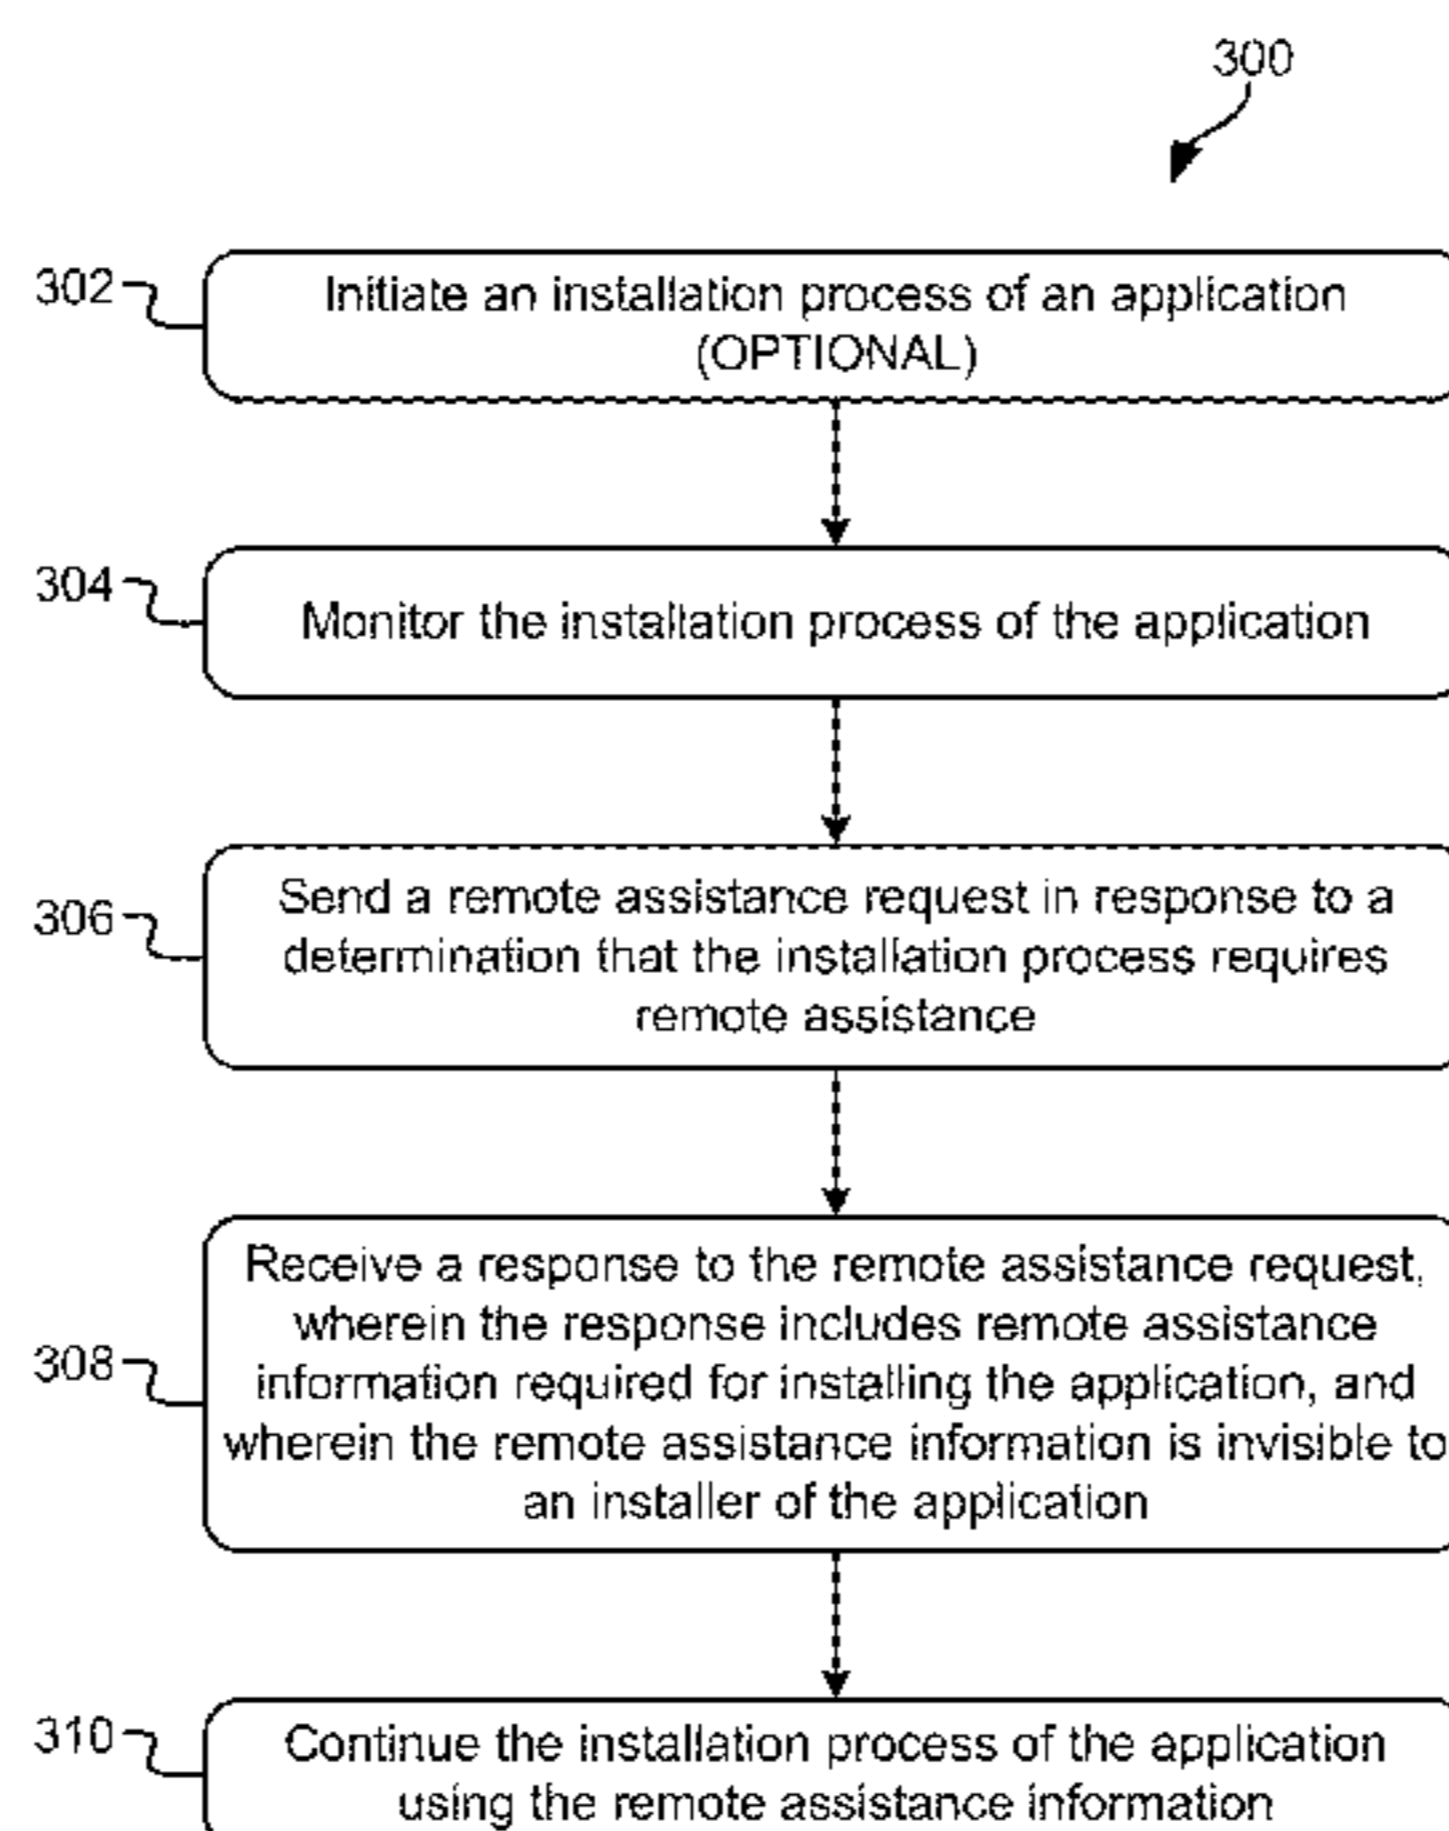 300
302
Initiate an installation process of an application
(OPTIONAL)
304
Monitor the installation process of the application
306
Send a remote assistance request in response to a
determination that the installation process requires
remote assistance
308
Receive a response to the remote assistance request,
wherein the response includes remote assistance
information required for installing the application, and
wherein the remote assistance information is invisible to
an installer of the application
310
Continue the installation process of the application
using the remote assistance information